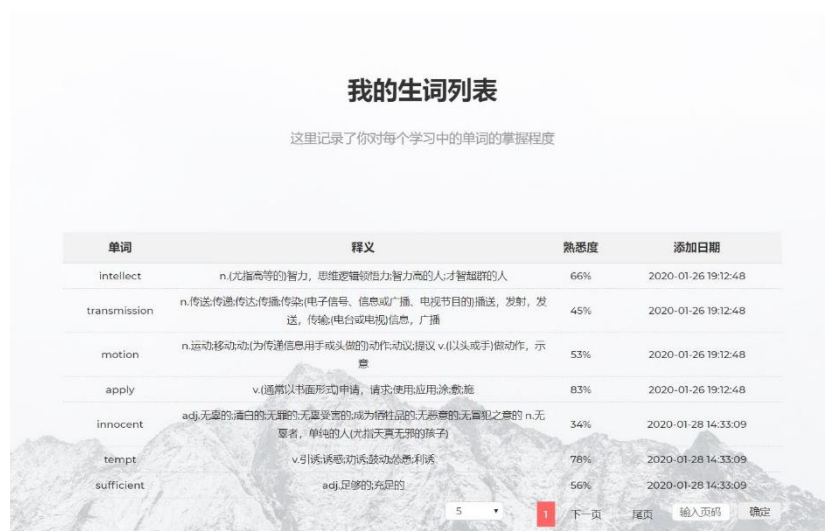 我的生词列表
这里记录了你对每个学习中的单词的掌握程度
单词 释义 熟悉度 添加日期
intellect n.(尤指高等的)智力，思维逻辑领悟力;智力高的人;才智超群的人 66% 2020-01-26 19:12:48
transmission n.传送;传递;传达;传播;传染;(电子信号、信息或广播、电视节目的)播送，发射，发 45% 2020-01-26 19:12:48
送，传输;(电台或电视)信息，广播
motion n.运动;移动;动;(为传递信息用手或头做的)动作;动议;提议 v.(以头或手)做动作，示 53% 2020-01-26 19:12:48
意
apply v.(通常以书面形式)申请，请求;使用;应用;涂;敷;施 83% 2020-01-26 19:12:48
innocent adj.无辜的;清白的;无罪的;无辜受害的;成为牺牲品的;无恶意的;无冒犯之意的 n.无 34% 2020-01-28 14:33:09
辜者，单纯的人(尤指天真无邪的孩子)
tempt v.引诱;诱惑;劝诱;鼓动;怂恿;利诱 78% 2020-01-28 14:33:09
sufficient adj.足够的;充足的 56% 2020-01-28 14:33:09
5 1 下一页 尾页 输入页码 确定